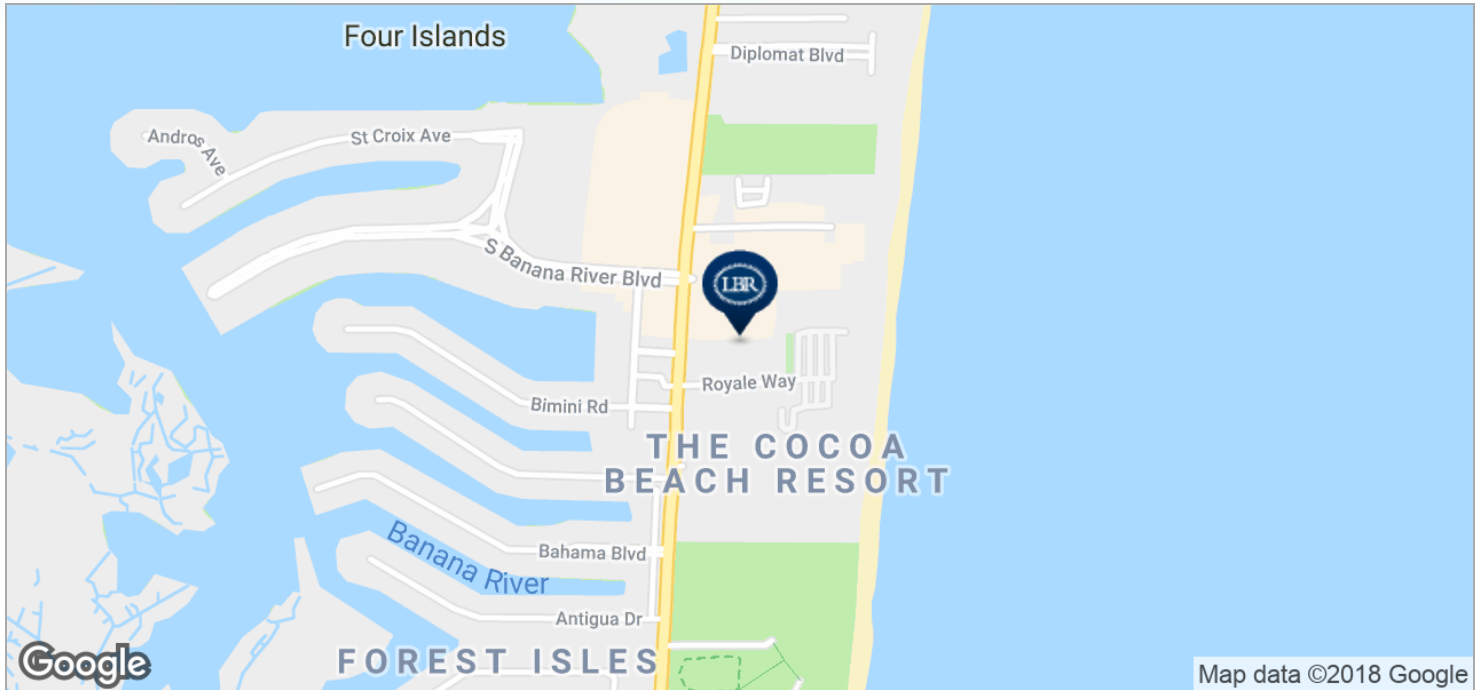 Four Islands
Diplomat Blvd
St Croix Ave
Andros Ave
S Banana River Blvd
LBR
Royale Way
Bimini Rd
THE COCOA
BEACH RESORT
Bahama Blvd
Banana River
Antigua Dr
FOREST ISLES
Google
Map data ©2018 Google